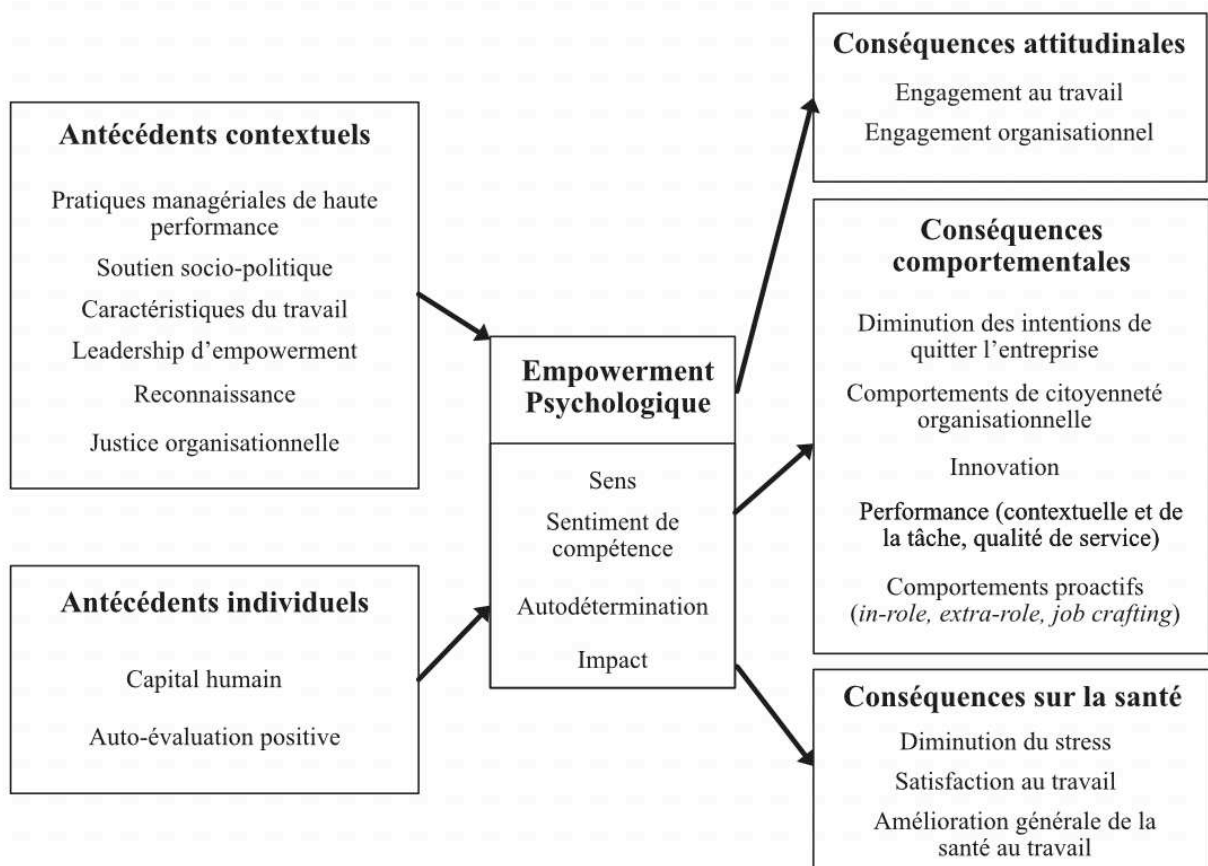 Antécédents contextuels
Pratiques managériales de haute
performance
Soutien socio-politique
Caractéristiques du travail
Leadership d’empowerment
Reconnaissance
Justice organisationnelle
Antécédents individuels
Capital humain
Auto-évaluation positive
Empowerment
Psychologique
Sens
Sentiment de
compétence
Autodétermination
Impact
Conséquences attitudinales
Engagement au travail
Engagement organisationnel
Conséquences
comportementales
Diminution des intentions de
quitter l’entreprise
Comportements de citoyenneté
organisationnelle
Innovation
Performance (contextuelle et de
la tâche, qualité de service)
Comportements proactifs
(in-role, extra-role, job crafting)
Conséquences sur la santé
Diminution du stress
Satisfaction au travail
Amélioration générale de la
santé au travail